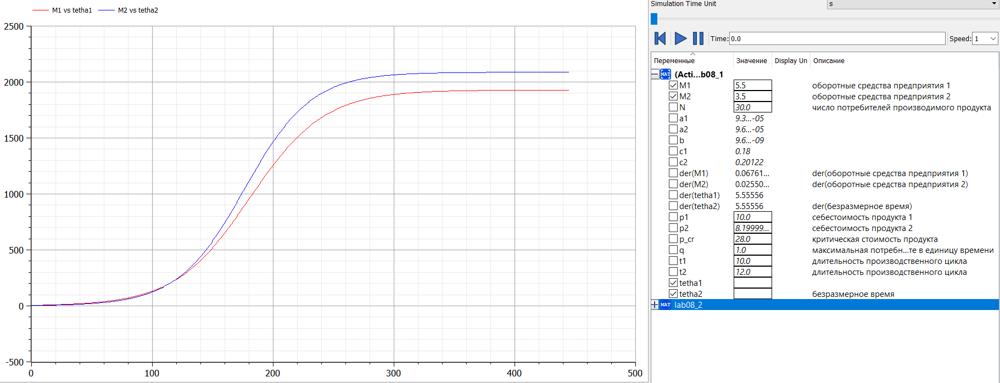 M1 vs tetha1 M2 vs tetha2
2500
2000
1500
1000
500
0
-500
0 100 200 300 400 500
Simulation Time Unit s
Time: 0.0 Speed: 1
Переменные Значение Display Un Описание
MAT (Acti...b08_1
M1 5.5 оборотные средства предприятия 1
M2 3.5 оборотные средства предприятия 2
N 30.0 число потребителей производимого продукта
a1 9.3...-05
a2 9.6...-05
b 9.6...-09
c1 0.18
c2 0.20122
der(M1) 0.06761... der(оборотные средства предприятия 1)
der(M2) 0.02550... der(оборотные средства предприятия 2)
der(tetha1) 5.55556
der(tetha2) 5.55556 der(безразмерное время)
p1 10.0 себестоимость продукта 1
p2 8.19999... себестоимость продукта 2
p_cr 28.0 критическая стоимость продукта
q 1.0 максимальная потребн...те в единицу времени
t1 10.0 длительность производственного цикла
t2 12.0 длительность производственного цикла
tetha1
tetha2 безразмерное время
MAT lab08_2